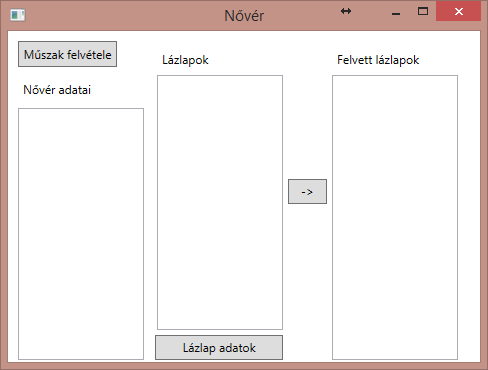 Nővér
Műszak felvétele
Lázlapok
Felvett lázlapok
Nővér adatai
->
Lázlap adatok